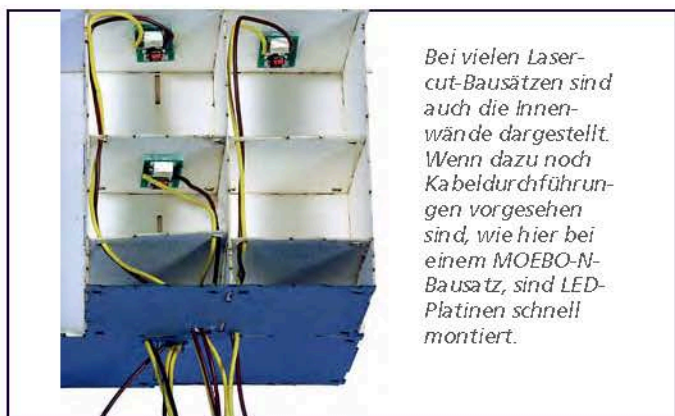 Bei vielen Laser-
cut-Bausätzen sind
auch die Innen-
wände dargestellt.
Wenn dazu noch
Kabeldurchführun-
gen vorgesehen
sind, wie hier bei
einem MOEBO-N-
Bausatz, sind LED-
Platinen schnell
montiert.